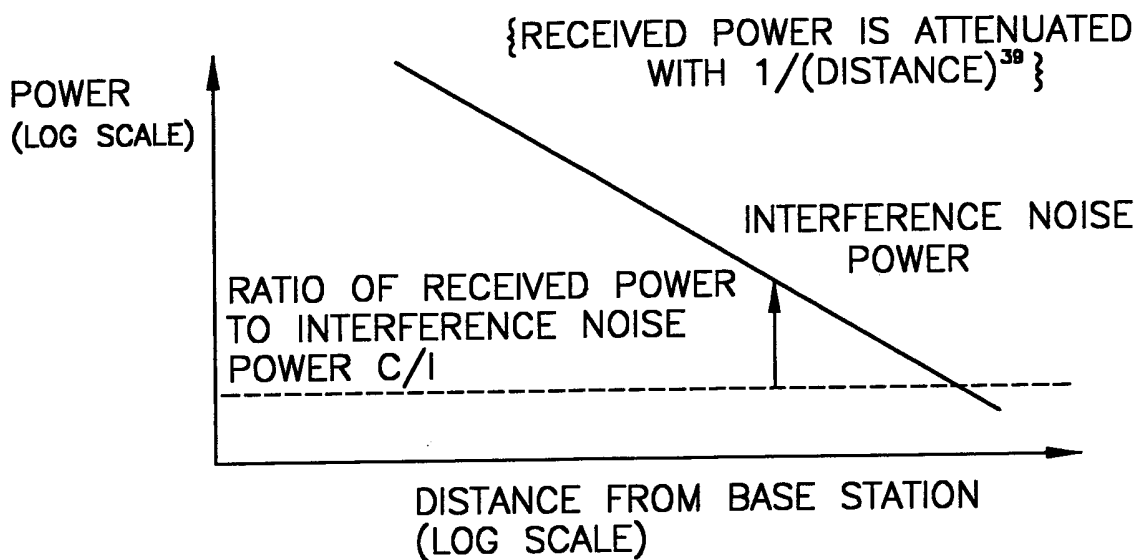 {RECEIVED POWER IS ATTENUATED
WITH 1/(DISTANCE)³⁹}
POWER
(LOG SCALE)
INTERFERENCE NOISE
POWER
RATIO OF RECEIVED POWER
TO INTERFERENCE NOISE
POWER C/I
DISTANCE FROM BASE STATION
(LOG SCALE)